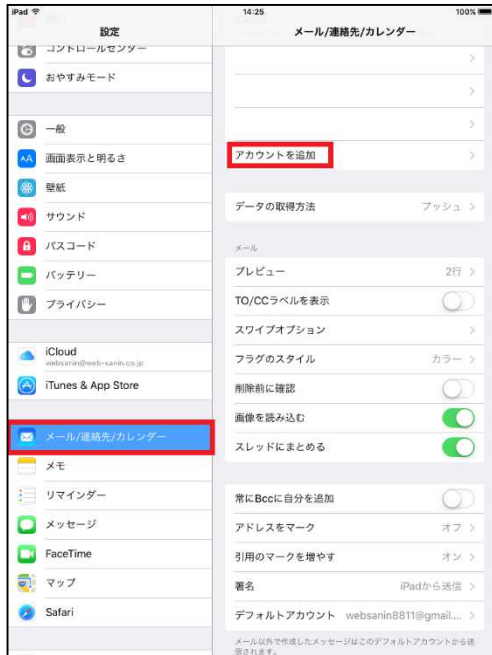 iPad
14:25
100%
設定
コントロールセンター
おやすみモード
一般
画面表示と明るさ
壁紙
サウンド
パスコード
バッテリー
プライバシー
iCloud
websanin@web-sanin.co.jp
iTunes & App Store
メール/連絡先/カレンダー
メモ
リマインダー
メッセージ
FaceTime
マップ
Safari
メール/連絡先/カレンダー
アカウントを追加
データの取得方法 プッシュ
メール
プレビュー 2行
TO/CCラベルを表示
スワイプオプション
フラグのスタイル カラー
削除前に確認
画像を読み込む
スレッドにまとめる
常にBccに自分を追加
アドレスをマーク オフ
引用のマークを増やす オン
署名 iPadから送信
デフォルトアカウント websanin8811@gmail....
メール以外で作成したメッセージはこのデフォルトアカウントから送
信されます。